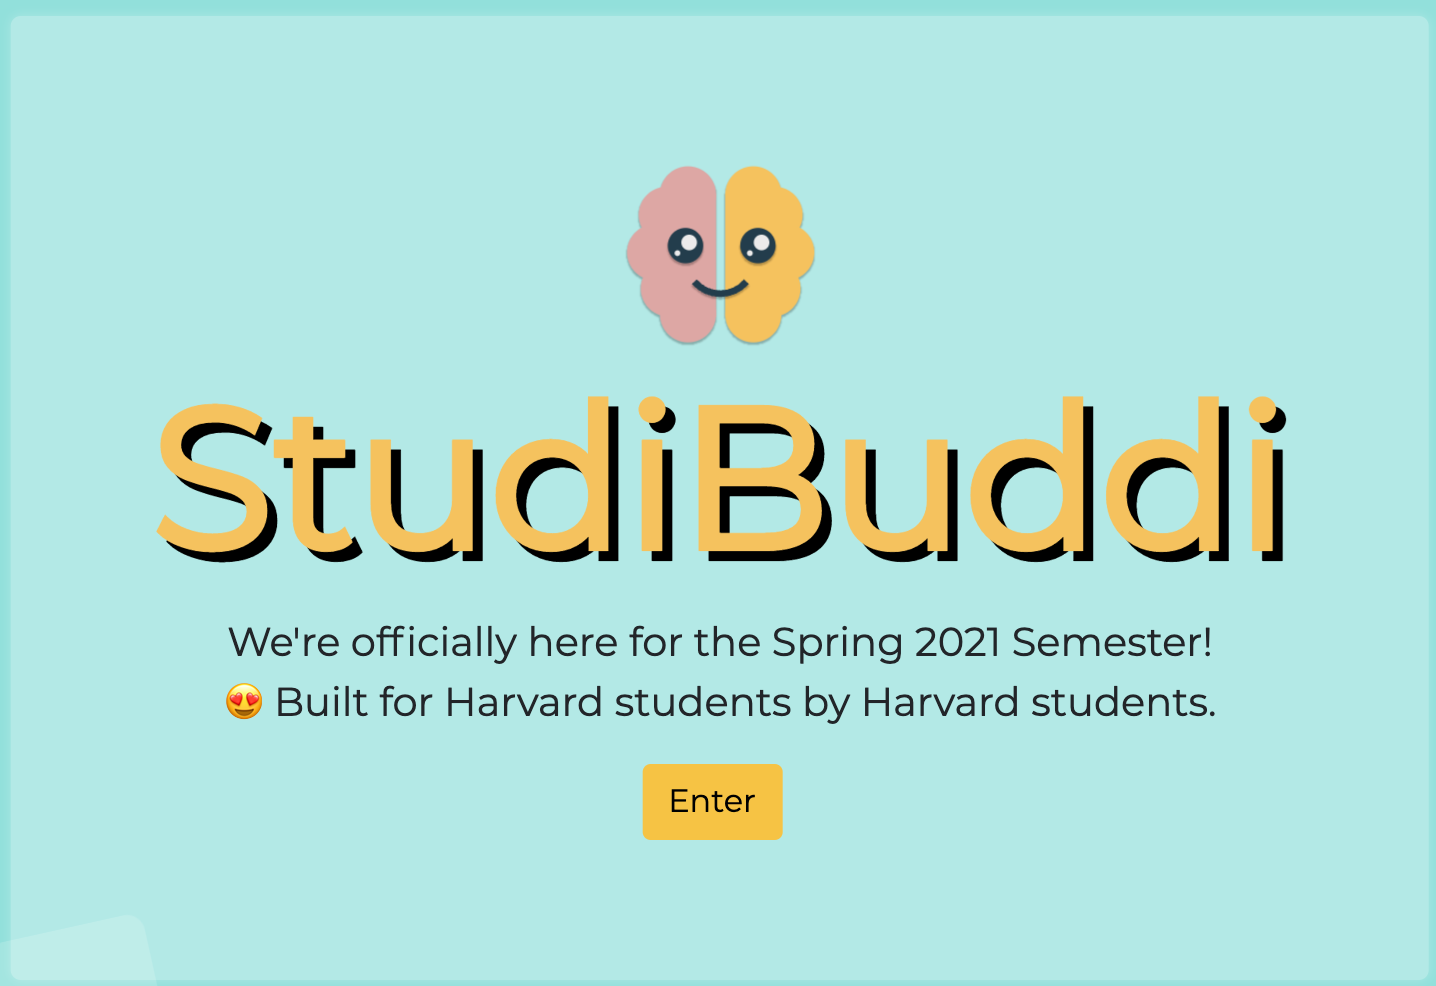 StudiBuddi
We're officially here for the Spring 2021 Semester!
😍 Built for Harvard students by Harvard students.
Enter